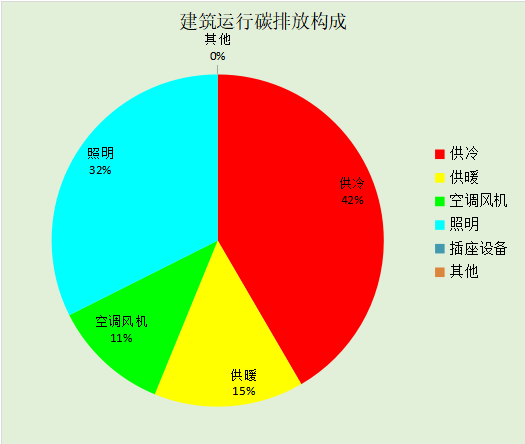 建筑运行碳排放构成
其他
0%
照明
32%
供冷
42%
空调风机
11%
供暖
15%
供冷
供暖
空调风机
照明
插座设备
其他